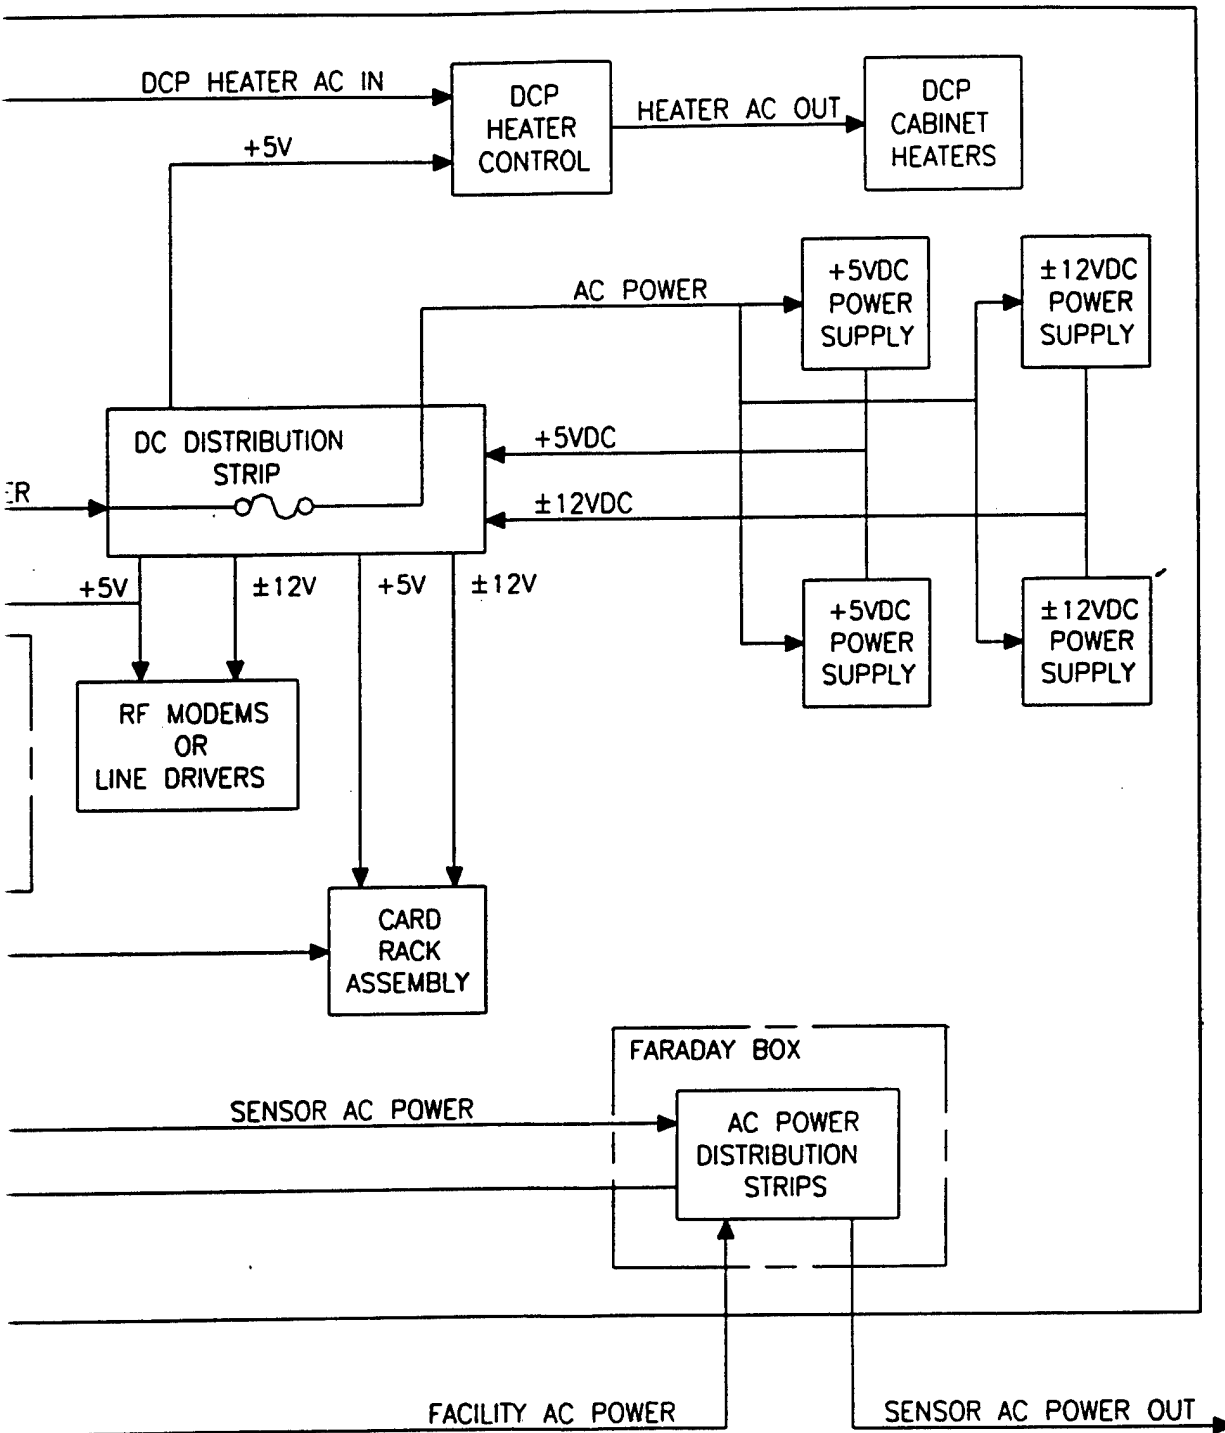 DCP HEATER AC IN
DCP
HEATER
CONTROL
HEATER AC OUT
DCP
CABINET
HEATERS
+5V
AC POWER
+5VDC
POWER
SUPPLY
±12VDC
POWER
SUPPLY
DC DISTRIBUTION
STRIP
+5VDC
±12VDC
ER
+5V
±12V
+5V
±12V
+5VDC
POWER
SUPPLY
±12VDC
POWER
SUPPLY
RF MODEMS
OR
LINE DRIVERS
CARD
RACK
ASSEMBLY
FARADAY BOX
SENSOR AC POWER
AC POWER
DISTRIBUTION
STRIPS
FACILITY AC POWER
SENSOR AC POWER OUT